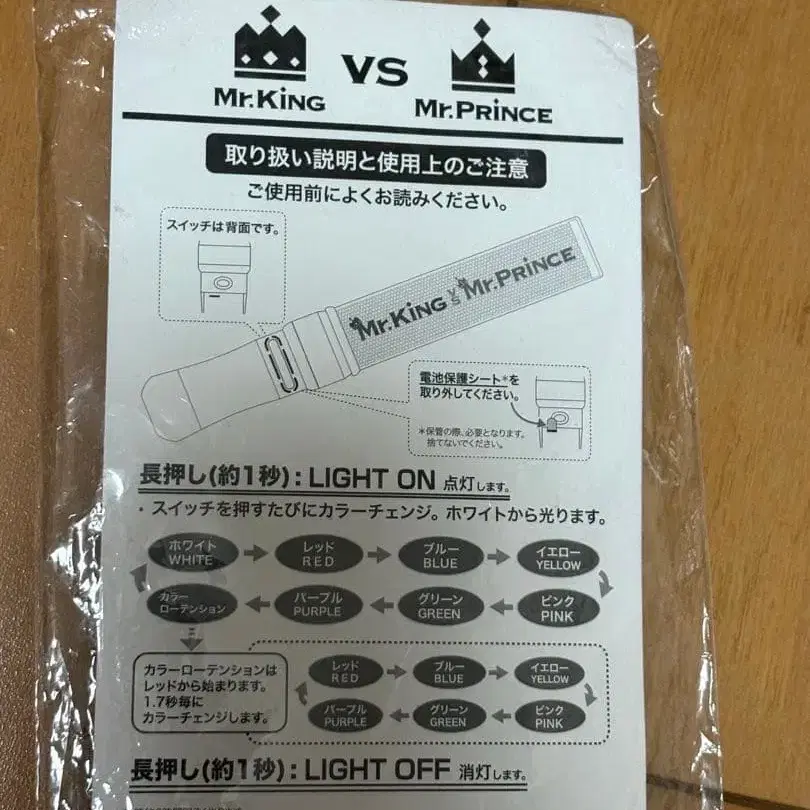 Mr.King VS Mr.Prince
取り扱い説明と使用上のご注意
ご使用前によくお読みください。
スイッチは背面です。
Mr.King VS Mr.Prince
電池保護シート*を
取り外してください。
*保管の際、必要となります。
捨てないでください。
長押し(約1秒):LIGHT ON 点灯します。
・スイッチを押すたびにカラーチェンジ。ホワイトから光ります。
ホワイト WHITE
レッド RED
ブルー BLUE
イエロー YELLOW
カラーローテンション
パープル PURPLE
グリーン GREEN
ピンク PINK
カラーローテンションは
レッドから始まります。
1.7秒毎に
カラーチェンジします。
レッド RED
ブルー BLUE
イエロー YELLOW
パープル PURPLE
グリーン GREEN
ピンク PINK
長押し(約1秒):LIGHT OFF 消灯します。